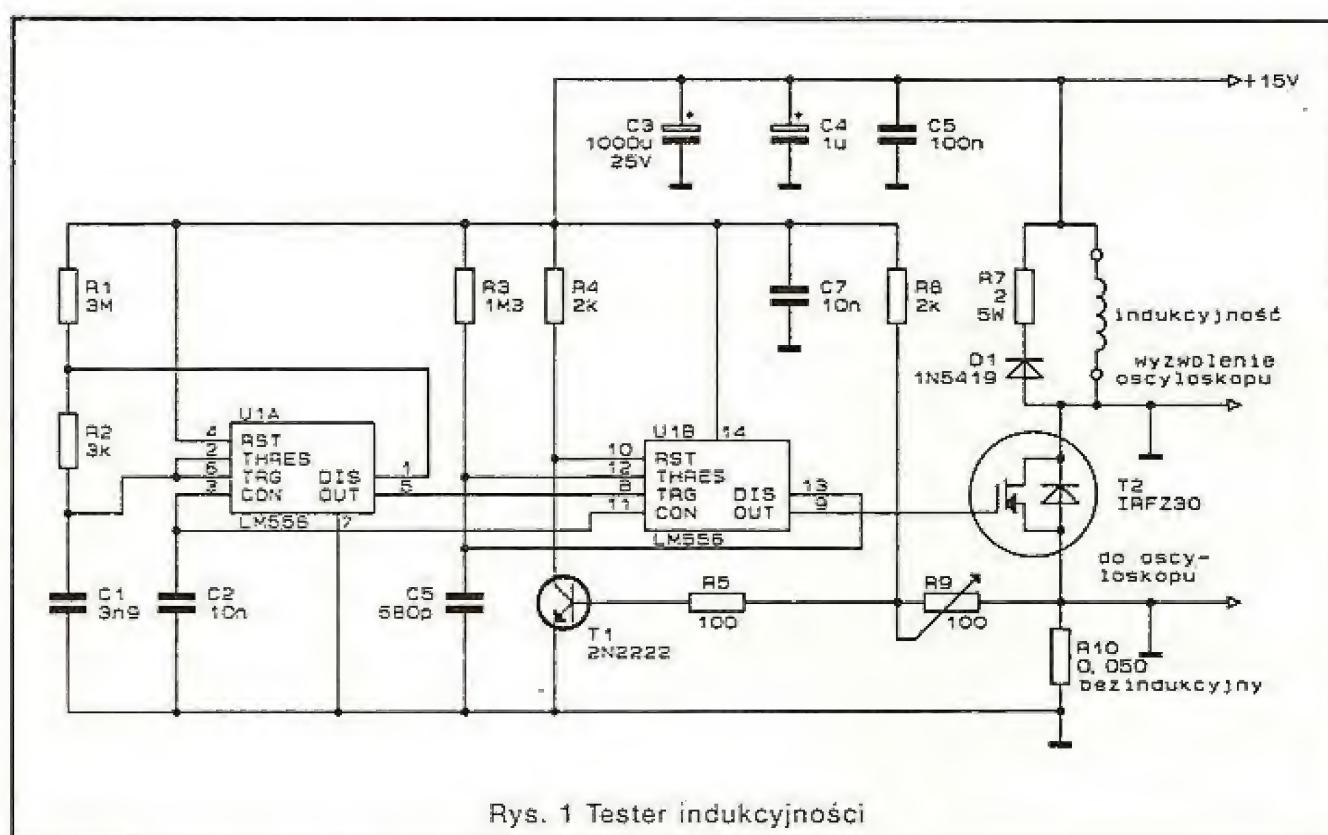 +15V
C3
1000u
25V
C4
1u
C5
100n
R1
3M
R3
1M3
R4
2k
C7
10n
R6
2k
R7
2
5W
indukcyjność
D1
1N5419
wyzwolenie
oscyloskopu
R2
3k
U1A
4
RST
2
THRES
6
TRG
DIS
1
3
CON
OUT
5
LM556
7
U1B
14
10
RST
12
THRES
8
TRG
DIS
13
11
CON
OUT
9
LM556
T2
IRFZ30
do oscy-
loskopu
C1
3n9
C2
10n
C5
680p
T1
2N2222
R5
100
R9
100
R10
0,050
bezindukcyjny
Rys. 1 Tester indukcyjności